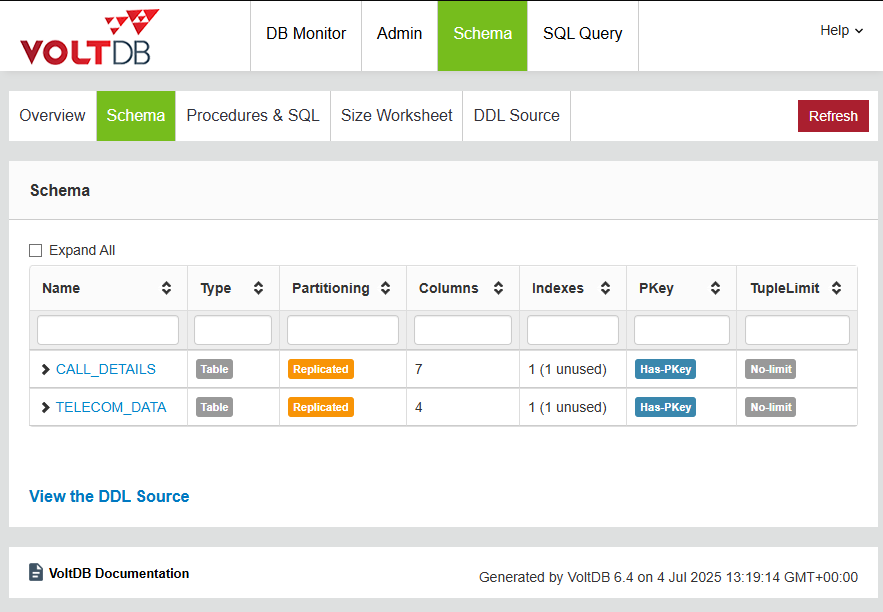 VOLTDB
DB Monitor Admin Schema SQL Query Help
Overview Schema Procedures & SQL Size Worksheet DDL Source Refresh
Schema
Expand All
Name Type Partitioning Columns Indexes PKey TupleLimit
CALL_DETAILS Table Replicated 7 1 (1 unused) Has-PKey No-limit
TELECOM_DATA Table Replicated 4 1 (1 unused) Has-PKey No-limit
View the DDL Source
VoltDB Documentation Generated by VoltDB 6.4 on 4 Jul 2025 13:19:14 GMT+00:00